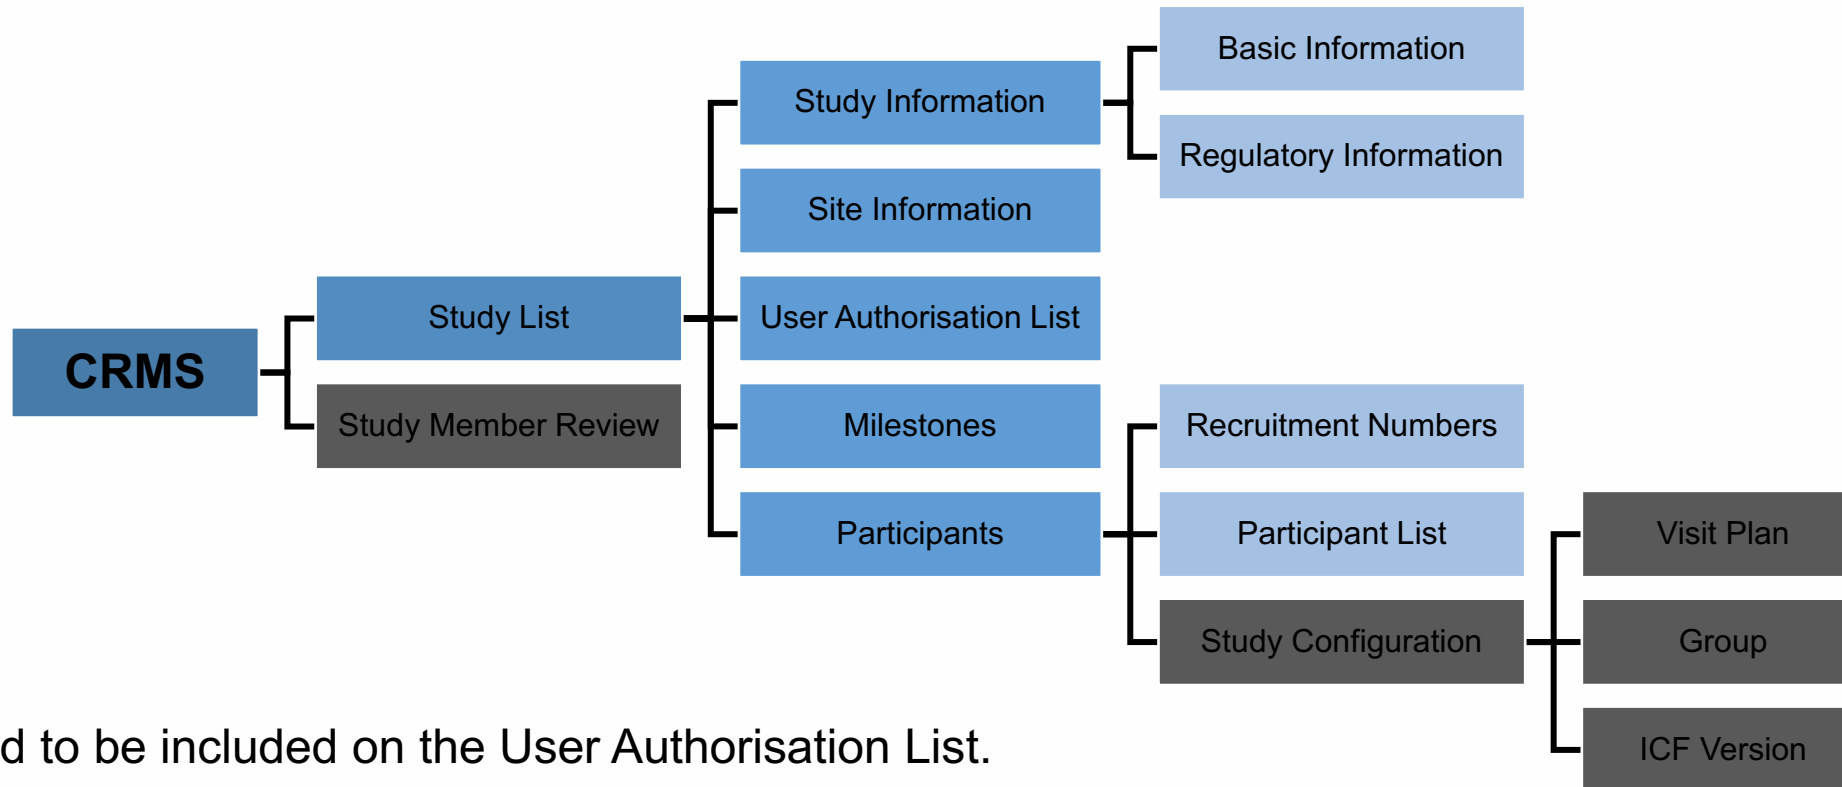 CRMS
Study List
Study Member Review
Study Information
Site Information
User Authorisation List
Milestones
Participants
Basic Information
Regulatory Information
Recruitment Numbers
Participant List
Study Configuration
Visit Plan
Group
ICF Version
d to be included on the User Authorisation List.